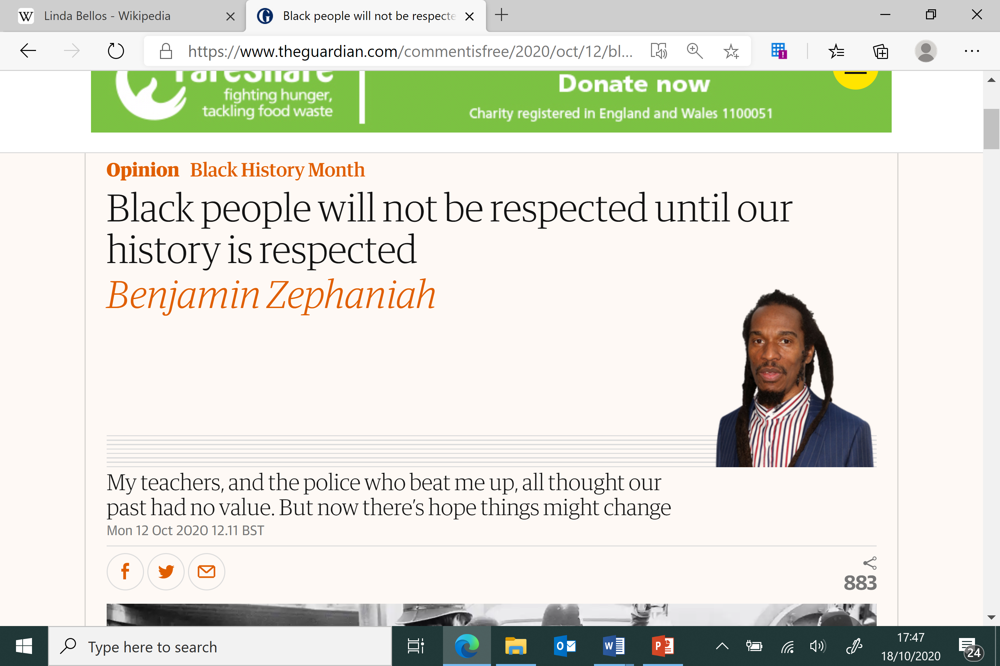 Linda Bellos - Wikipedia
Black people will not be respecte
https://www.theguardian.com/commentisfree/2020/oct/12/bl...
FareShare
fighting hunger,
tackling food waste
Donate now
Charity registered in England and Wales 1100051
Opinion Black History Month
Black people will not be respected until our
history is respected
Benjamin Zephaniah
My teachers, and the police who beat me up, all thought our
past had no value. But now there's hope things might change
Mon 12 Oct 2020 12.11 BST
883
Type here to search
17:47
18/10/2020
24